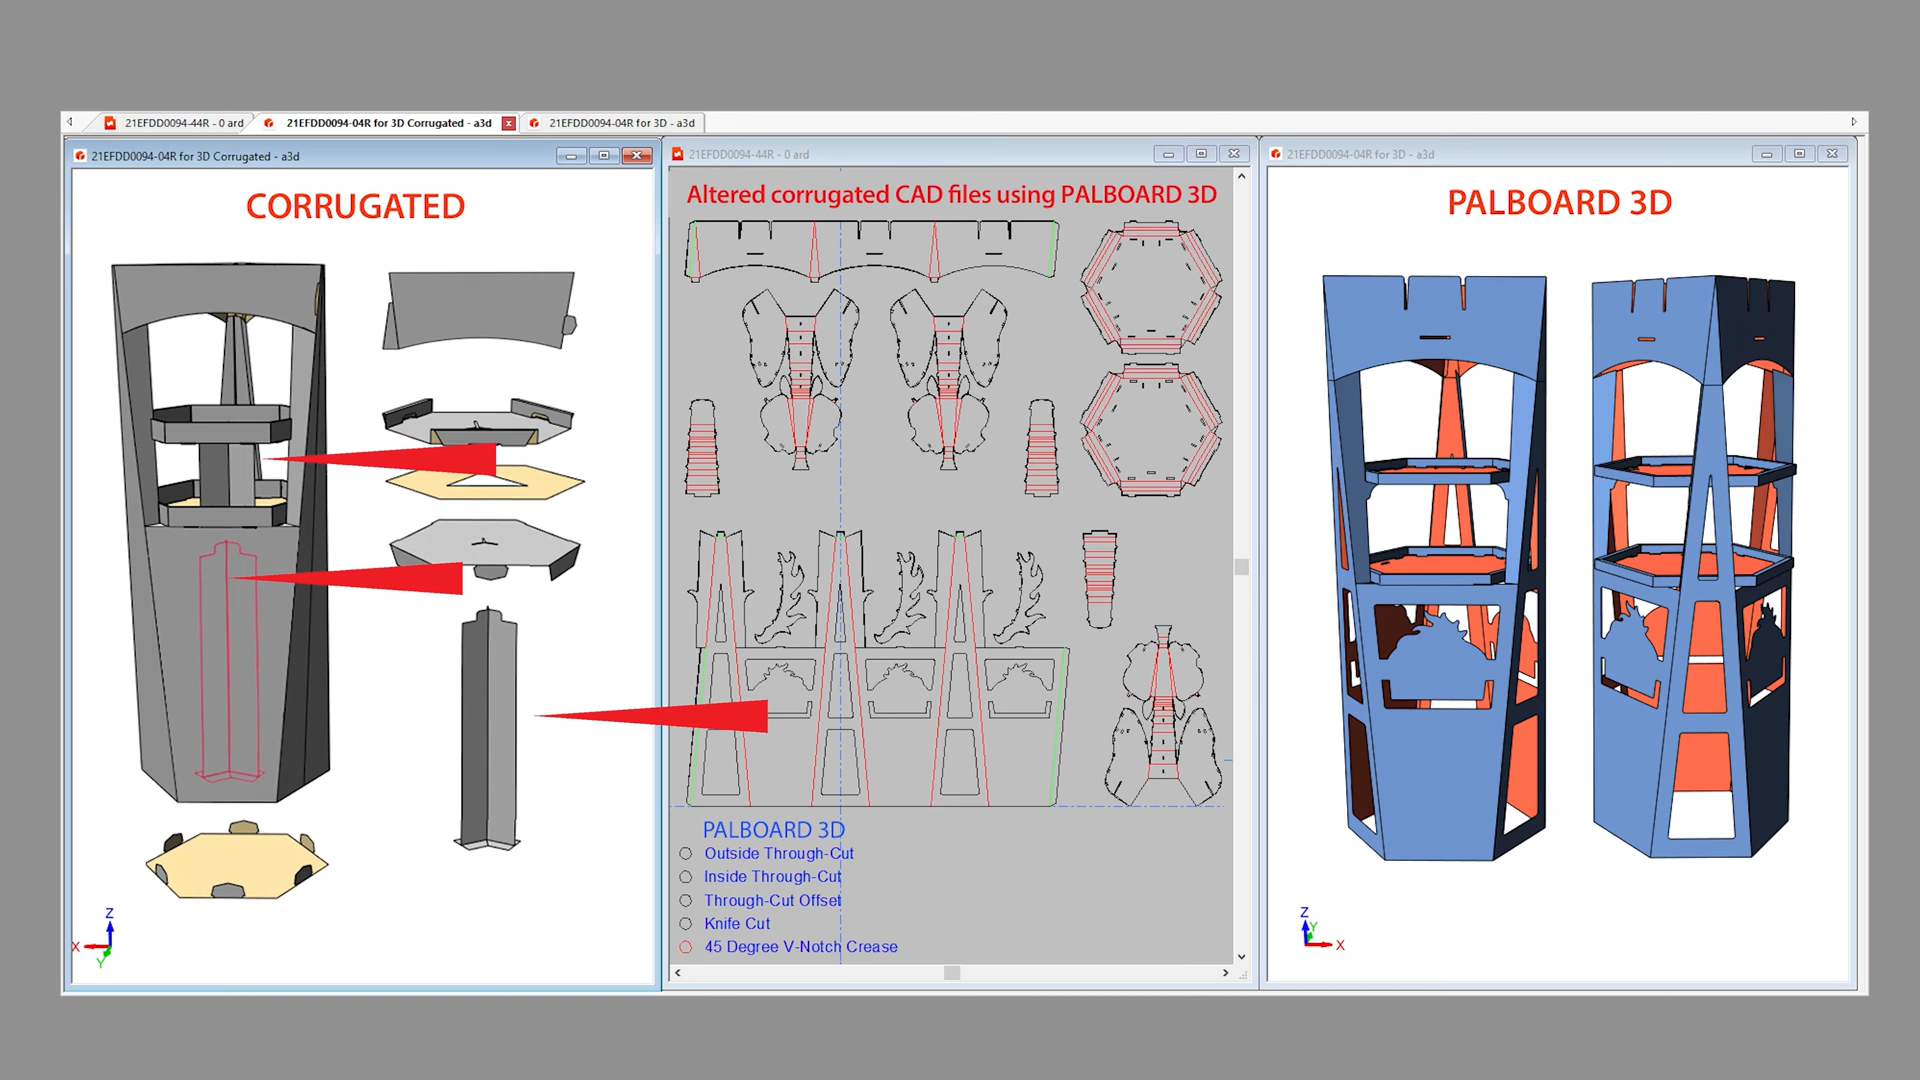 21EFDD0094-44R - 0 ard
21EFDD0094-04R for 3D Corrugated - a3d
21EFDD0094-04R for 3D - a3d
21EFDD0094-04R for 3D Corrugated - a3d
CORRUGATED
Z
X
Y
21EFDD0094-44R - 0 ard
Altered corrugated CAD files using PALBOARD 3D
PALBOARD 3D
Outside Through-Cut
Inside Through-Cut
Through-Cut Offset
Knife Cut
45 Degree V-Notch Crease
21EFDD0094-04R for 3D - a3d
PALBOARD 3D
Z
Y
X